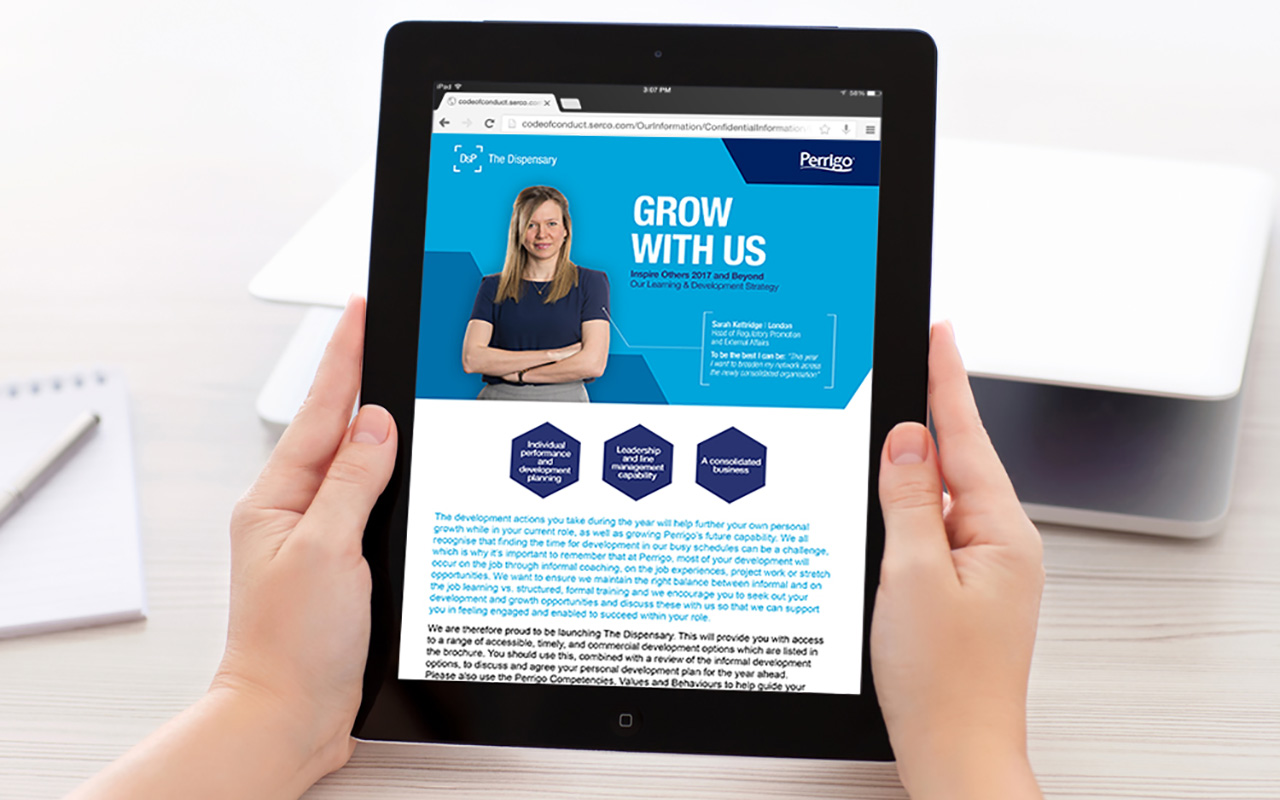 iPad
3:07 PM
58%
codeofconduct.serco.com
codeofconduct.serco.com/OurInformation/ConfidentialInformation
D&P The Dispensary
Perrigo
GROW
WITH US
Inspire Others 2017 and Beyond
Our Learning & Development Strategy
Sarah Kettridge | London
Head of Regulatory Promotion
and External Affairs
To be the best I can be: "This year
I want to broaden my network across
the newly consolidated organisation"
Individual
performance
and
development
planning
Leadership
and line
management
capability
A consolidated
business
The development actions you take during the year will help further your own personal
growth while in your current role, as well as growing Perrigo's future capability. We all
recognise that finding the time for development in our busy schedules can be a challenge,
which is why it's important to remember that at Perrigo, most of your development will
occur on the job through informal coaching, on the job experiences, project work or stretch
opportunities. We want to ensure we maintain the right balance between informal and on
the job learning vs. structured, formal training and we encourage you to seek out your
development and growth opportunities and discuss these with us so that we can support
you in feeling engaged and enabled to succeed within your role.
We are therefore proud to be launching The Dispensary. This will provide you with access
to a range of accessible, timely, and commercial development options which are listed in
the brochure. You should use this, combined with a review of the informal development
options, to discuss and agree your personal development plan for the year ahead.
Please also use the Perrigo Competencies, Values and Behaviours to help guide your